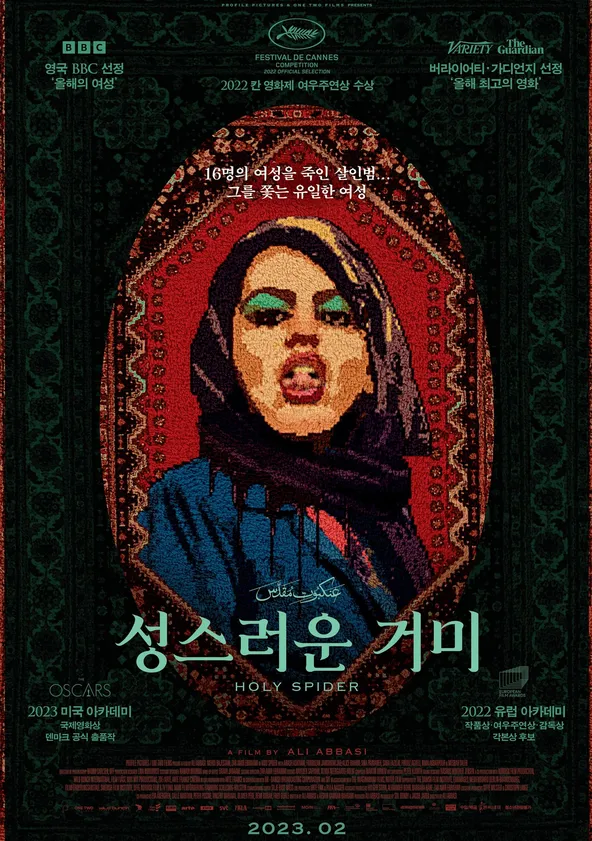 PROFILE PICTURES & ONE TWO FILMS PRESENTS
BBC
영국 BBC 선정
'올해의 여성'
FESTIVAL DE CANNES
COMPETITION
2022 OFFICIAL SELECTION
2022 칸 영화제 여우주연상 수상
VARIETY The Guardian
버라이어티·가디언지 선정
'올해 최고의 영화'
16명의 여성을 죽인 살인범...
그를 쫓는 유일한 여성
عنکبوت مقدّس
성스러운 거미
HOLY SPIDER
THE OSCARS
2023 미국 아카데미
국제영화상
덴마크 공식 출품작
EUROPEAN FILM AWARDS
2022 유럽 아카데미
작품상·여우주연상·감독상
각본상 후보
A FILM BY ALI ABBASI
2023. 02